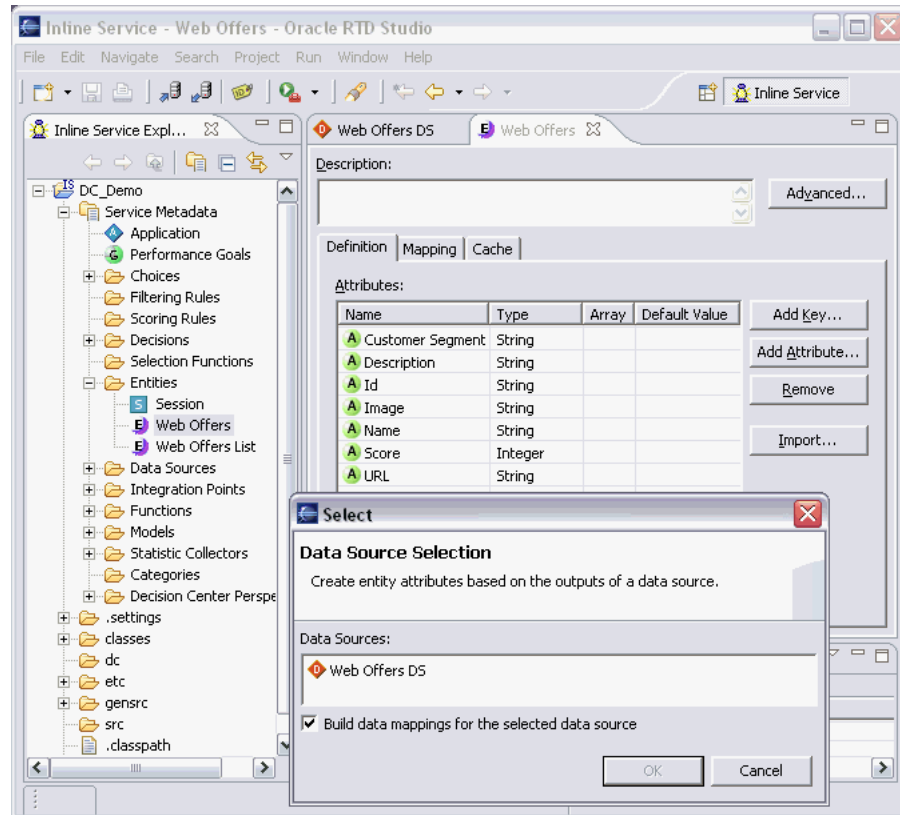 Inline Service - Web Offers - Oracle RTD Studio
File Edit Navigate Search Project Run Window Help
Inline Service
Inline Service Expl...
Web Offers DS
Web Offers
DC_Demo
Service Metadata
Application
Performance Goals
Choices
Filtering Rules
Scoring Rules
Decisions
Selection Functions
Entities
Session
Web Offers
Web Offers List
Data Sources
Integration Points
Functions
Models
Statistic Collectors
Categories
Decision Center Perspe
.settings
classes
dc
etc
gensrc
src
.classpath
Description:
Advanced...
Definition Mapping Cache
Attributes:
Name Type Array Default Value
Customer Segment String
Description String
Id String
Image String
Name String
Score Integer
URL String
Add Key...
Add Attribute...
Remove
Import...
Select
Data Source Selection
Create entity attributes based on the outputs of a data source.
Data Sources:
Web Offers DS
Build data mappings for the selected data source
OK Cancel